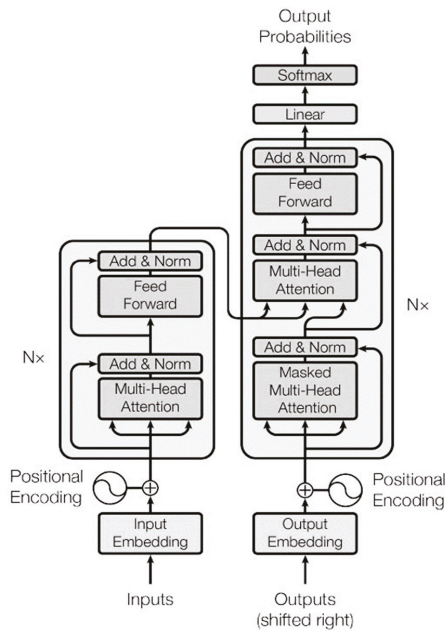 Output
Probabilities
Softmax
Linear
Add & Norm
Feed
Forward
Add & Norm
Multi-Head
Attention
Add & Norm
Masked
Multi-Head
Attention
Nx
Add & Norm
Feed
Forward
Add & Norm
Multi-Head
Attention
Nx
Positional
Encoding
Positional
Encoding
Input
Embedding
Output
Embedding
Inputs
Outputs
(shifted right)